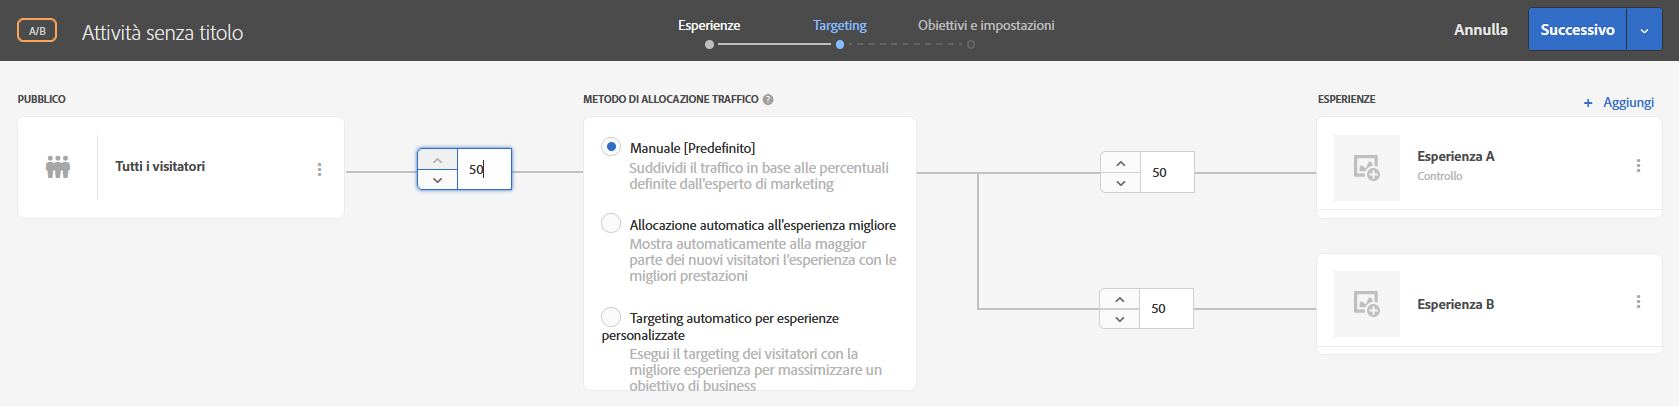 A/B
Attività senza titolo
Esperienze
Targeting
Obiettivi e impostazioni
Annulla
Successivo
PUBBLICO
Tutti i visitatori
50
METODO DI ALLOCAZIONE TRAFFICO ?
Manuale [Predefinito]
Suddividi il traffico in base alle percentuali
definite dall'esperto di marketing
Allocazione automatica all'esperienza migliore
Mostra automaticamente alla maggior
parte dei nuovi visitatori l'esperienza con le
migliori prestazioni
Targeting automatico per esperienze
personalizzate
Esegui il targeting dei visitatori con la
migliore esperienza per massimizzare un
obiettivo di business
50
50
ESPERIENZE
+ Aggiungi
Esperienza A
Controllo
Esperienza B